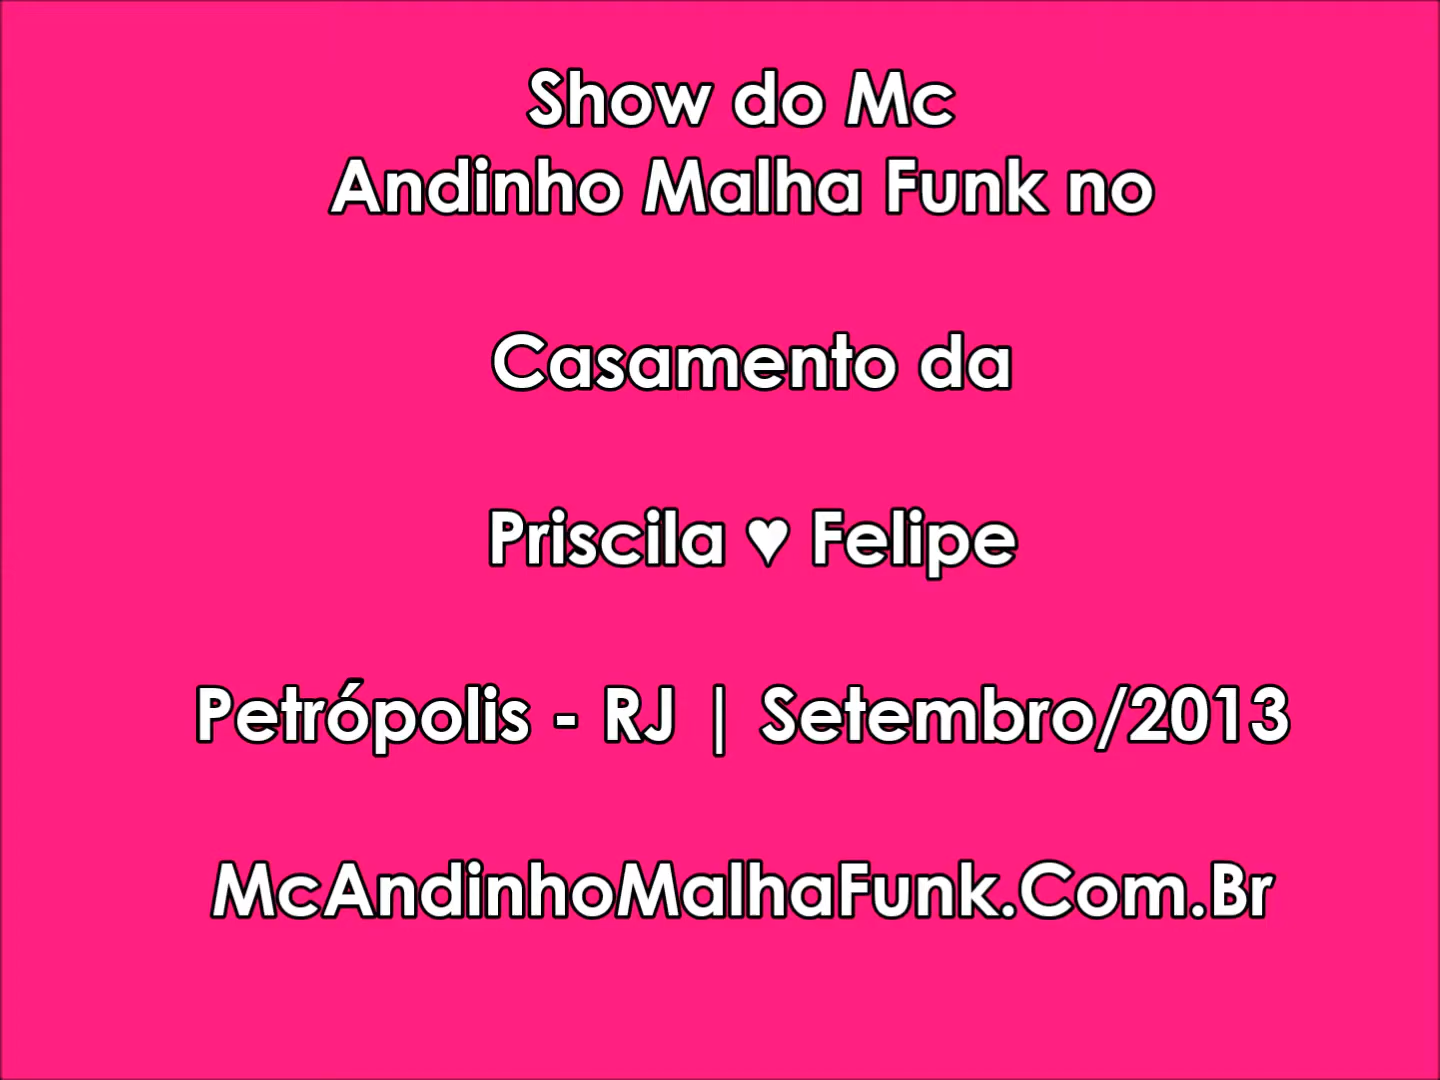 Show do Mc
Andinho Malha Funk no
Casamento da
Priscila ♥ Felipe
Petrópolis - RJ | Setembro/2013
McAndinhoMalhaFunk.Com.Br